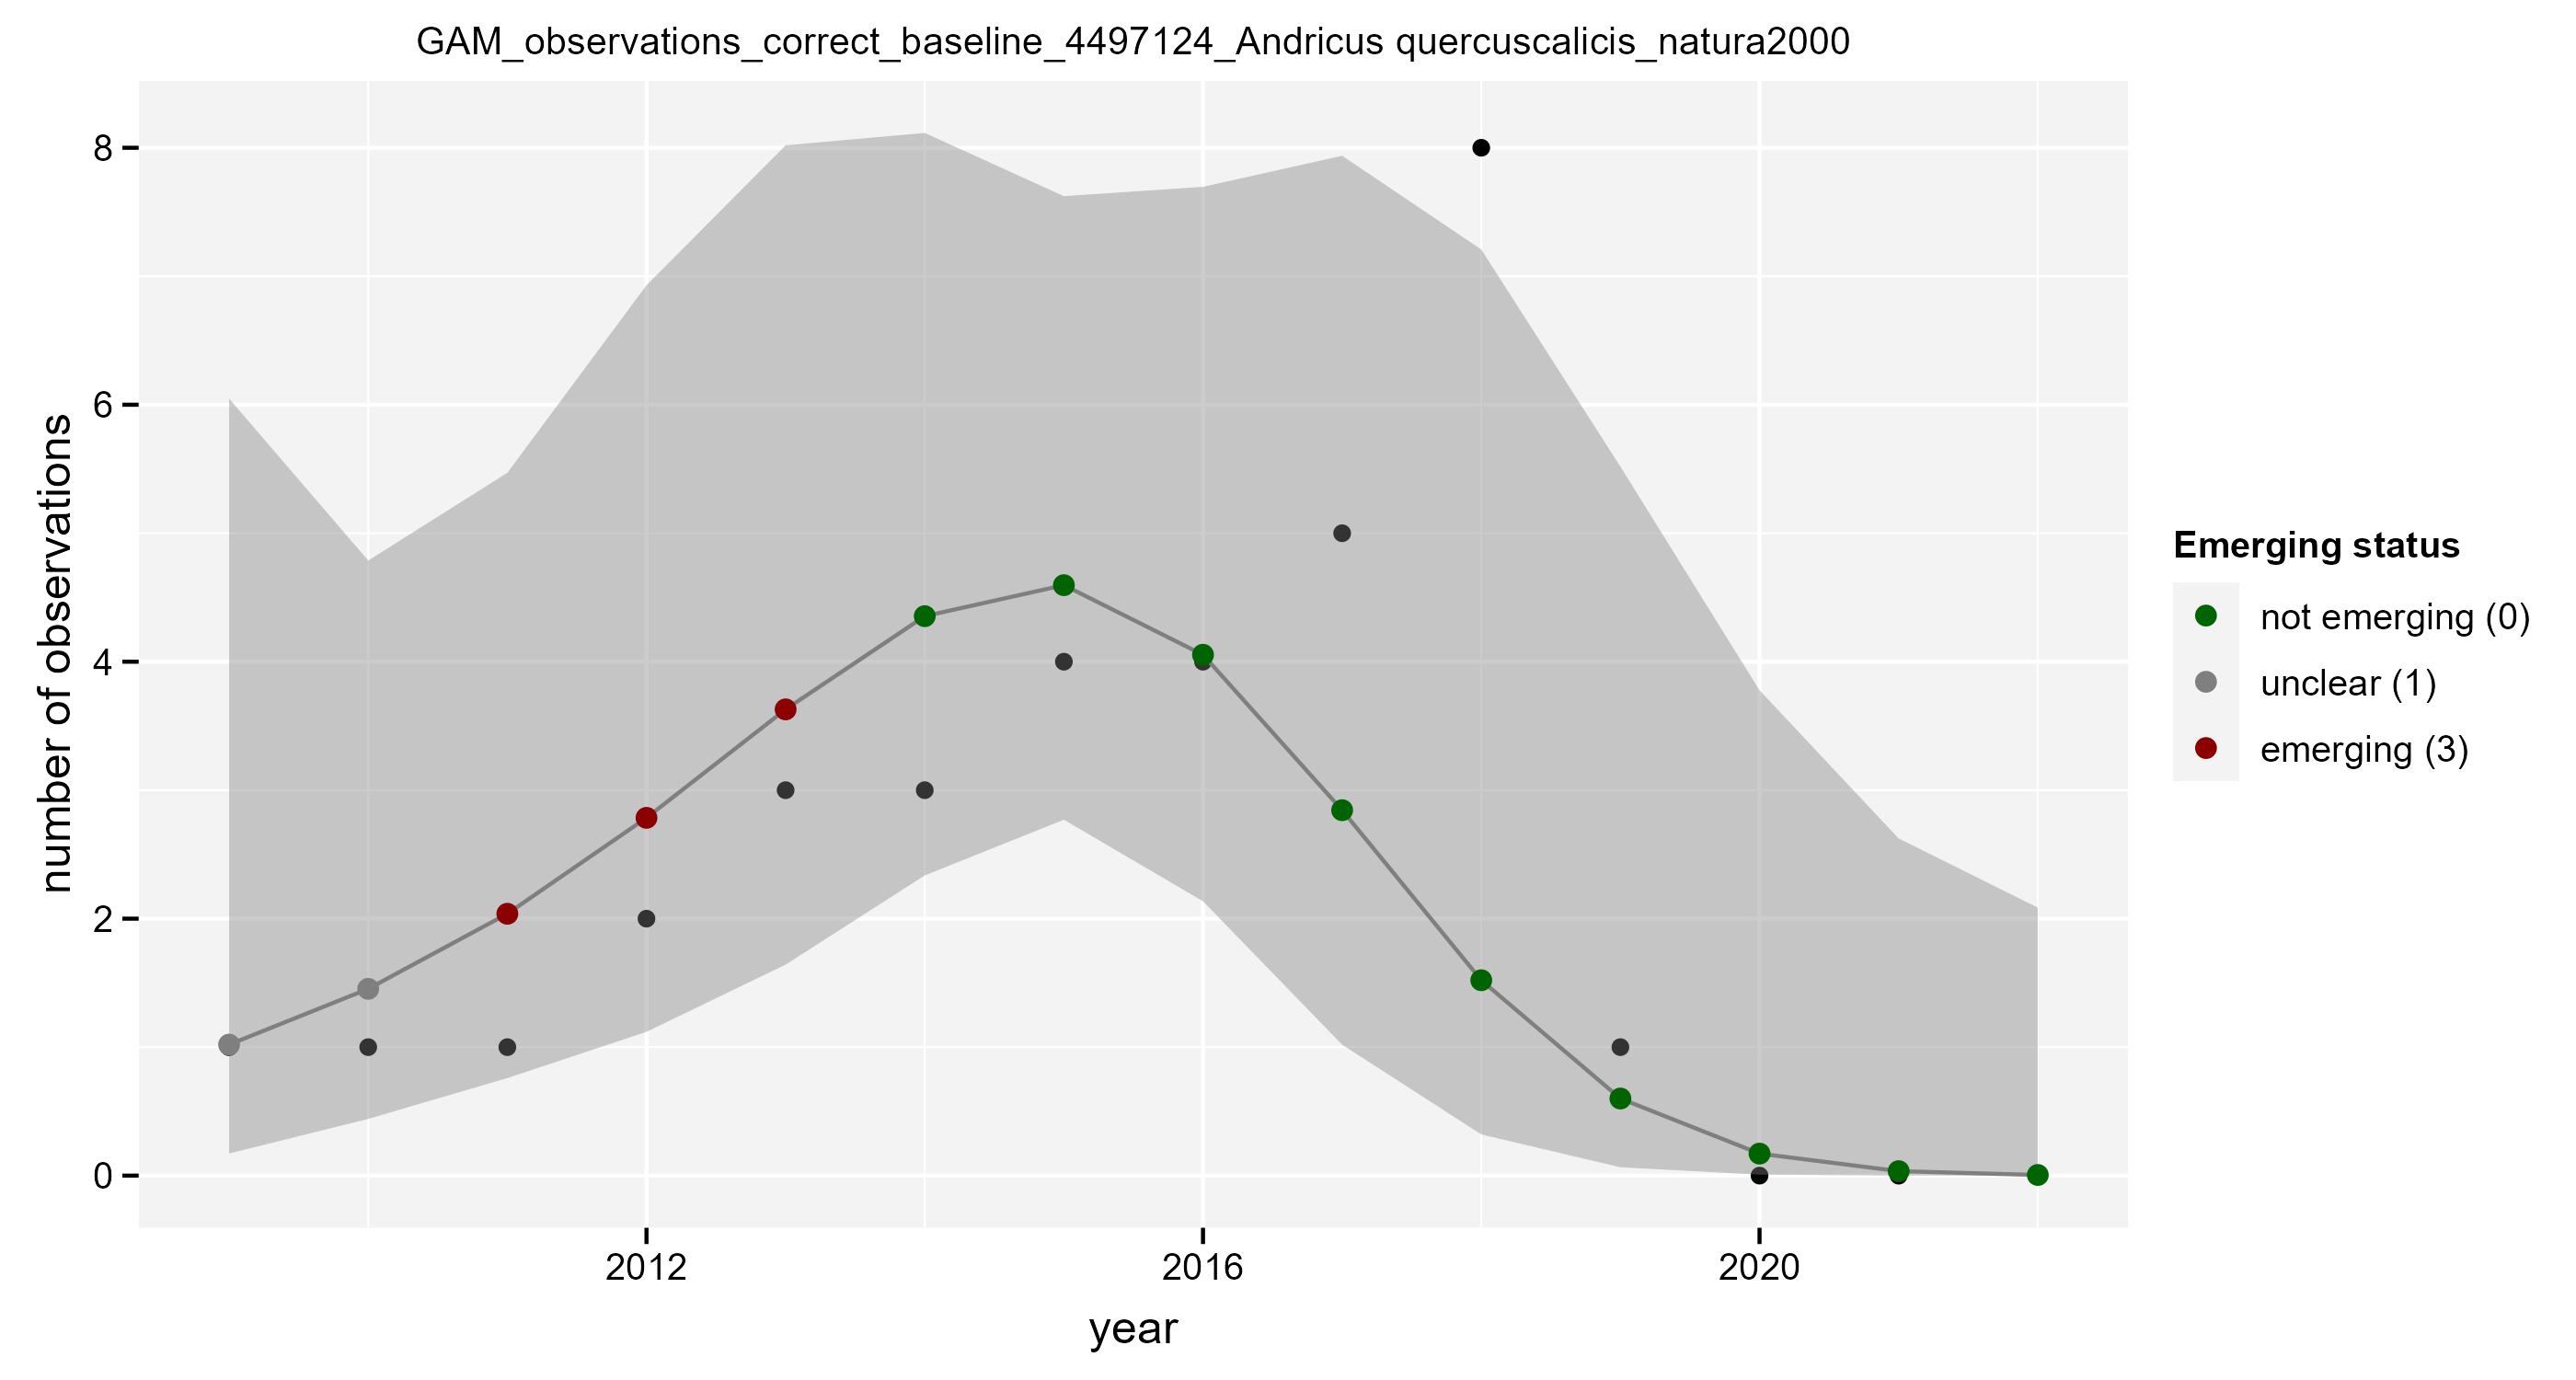 GAM_observations_correct_baseline_4497124_Andricus quercuscalicis_natura2000
8
6
4
2
0
number of observations
2012
2016
2020
year
Emerging status
not emerging (0)
unclear (1)
emerging (3)